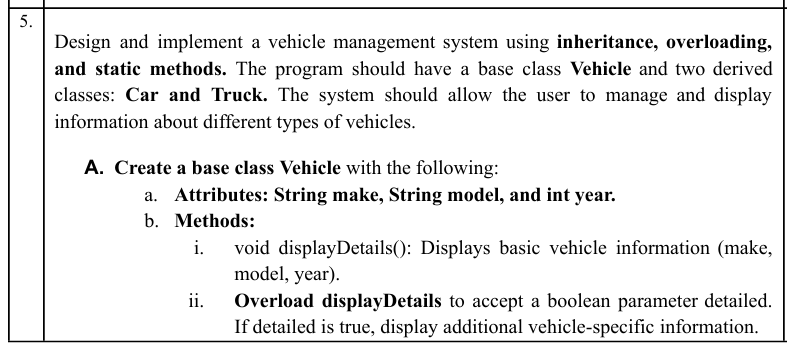 5.
Design and implement a vehicle management system using inheritance, overloading,
and static methods. The program should have a base class Vehicle and two derived
classes: Car and Truck. The system should allow the user to manage and display
information about different types of vehicles.
A. Create a base class Vehicle with the following:
a. Attributes: String make, String model, and int year.
b. Methods:
i. void displayDetails(): Displays basic vehicle information (make,
model, year).
ii. Overload displayDetails to accept a boolean parameter detailed.
If detailed is true, display additional vehicle-specific information.